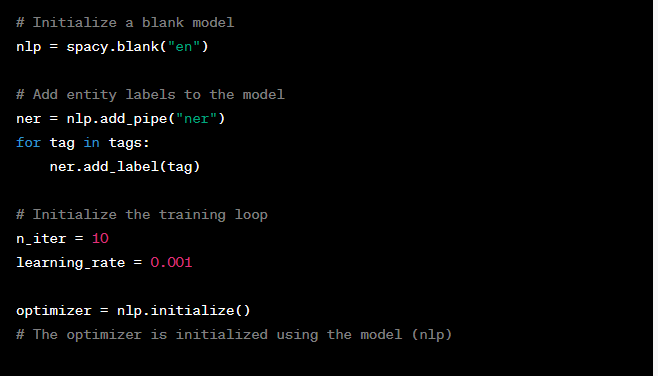 # Initialize a blank model
nlp = spacy.blank("en")
# Add entity labels to the model
ner = nlp.add_pipe("ner")
for tag in tags:
    ner.add_label(tag)
# Initialize the training loop
n_iter = 10
learning_rate = 0.001
optimizer = nlp.initialize()
# The optimizer is initialized using the model (nlp)